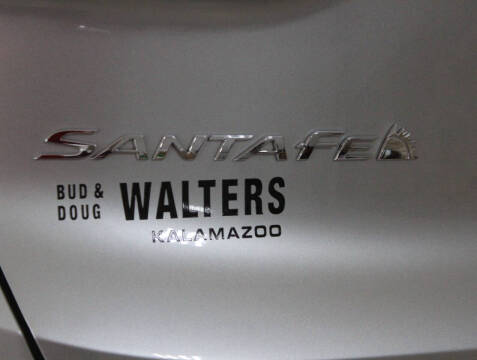 SANTA FE
BUD & DOUG WALTERS
KALAMAZOO